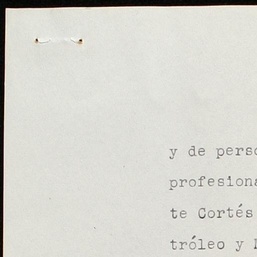 y de perso
profesiona
te Cortés
tróleo y